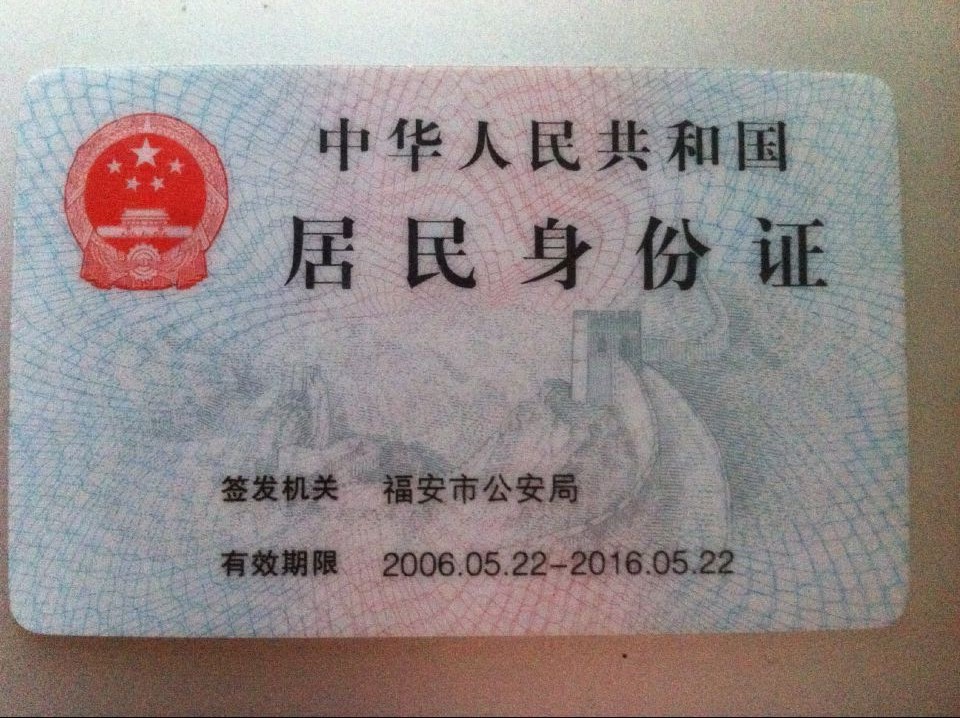 中华人民共和国
居民身份证
签发机关 福安市公安局
有效期限 2006.05.22-2016.05.22